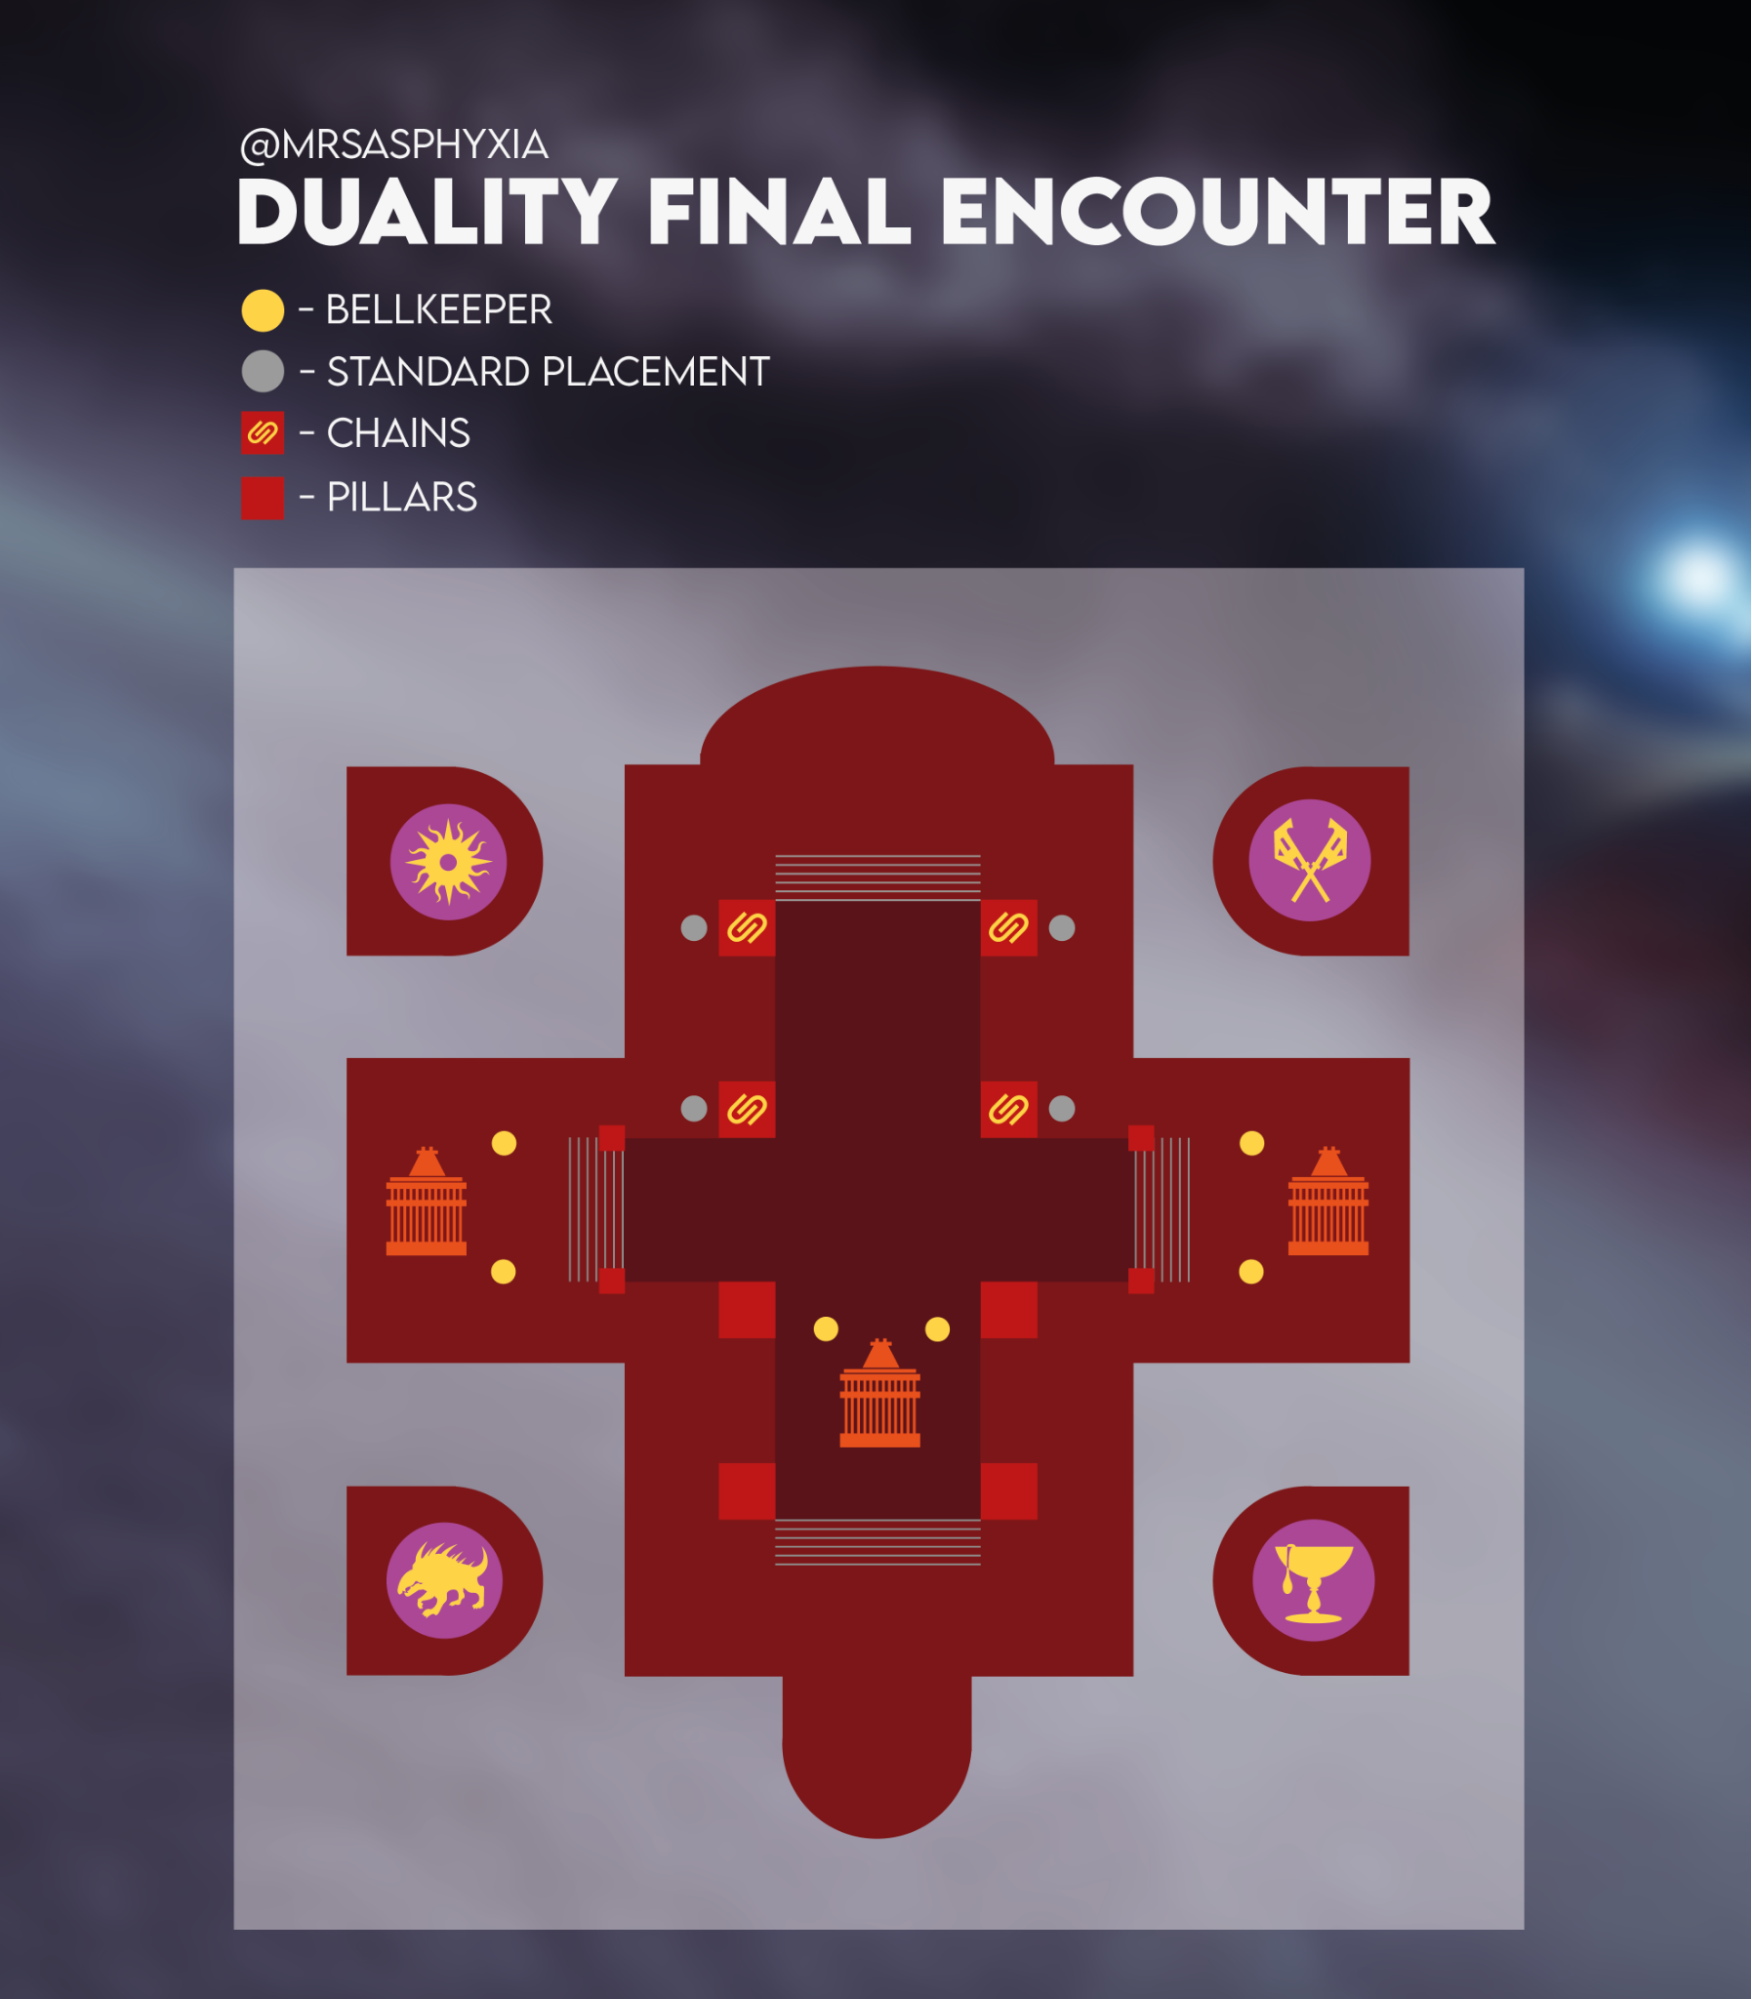 @MRSASPHYXIA
DUALITY FINAL ENCOUNTER
- BELLKEEPER
- STANDARD PLACEMENT
- CHAINS
- PILLARS